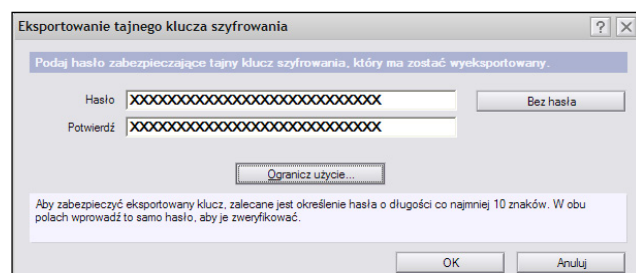 Eksportowanie tajnego klucza szyfrowania
Podaj hasło zabezpieczające tajny klucz szyfrowania, który ma zostać wyeksportowany.
Hasło XXXXXXXXXXXXXXXXXXXXXXXXXXX Bez hasła
Potwierdź XXXXXXXXXXXXXXXXXXXXXXXXXXX
Ogranicz użycie...
Aby zabezpieczyć eksportowany klucz, zalecane jest określenie hasła o długości co najmniej 10 znaków. W obu
polach wprowadź to samo hasło, aby je zweryfikować.
OK Anuluj